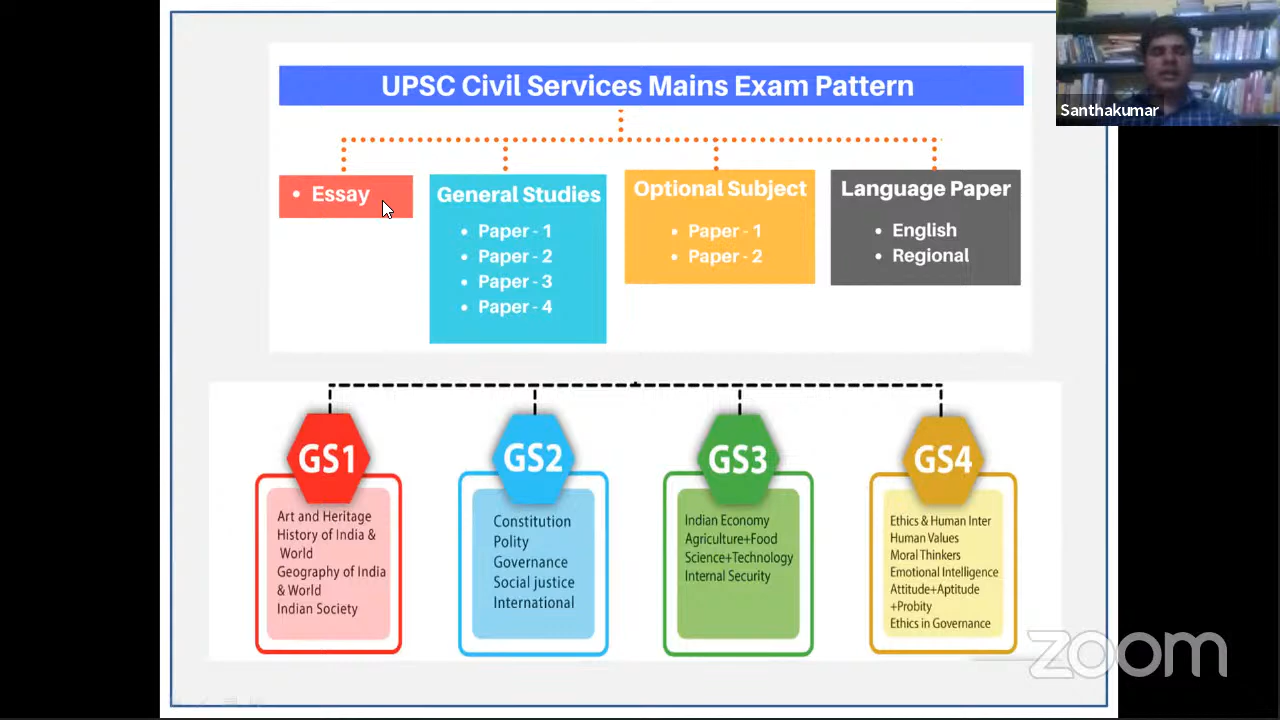 UPSC Civil Services Mains Exam Pattern
Santhakumar
• Essay
General Studies
• Paper - 1
• Paper - 2
• Paper - 3
• Paper - 4
Optional Subject
• Paper - 1
• Paper - 2
Language Paper
• English
• Regional
GS1
Art and Heritage
History of India &
World
Geography of India
& World
Indian Society
GS2
Constitution
Polity
Governance
Social justice
International
GS3
Indian Economy
Agriculture+Food
Science+Technology
Internal Security
GS4
Ethics & Human Inter
Human Values
Moral Thinkers
Emotional Intelligence
Attitude+Aptitude
+Probity
Ethics in Governance
zoom